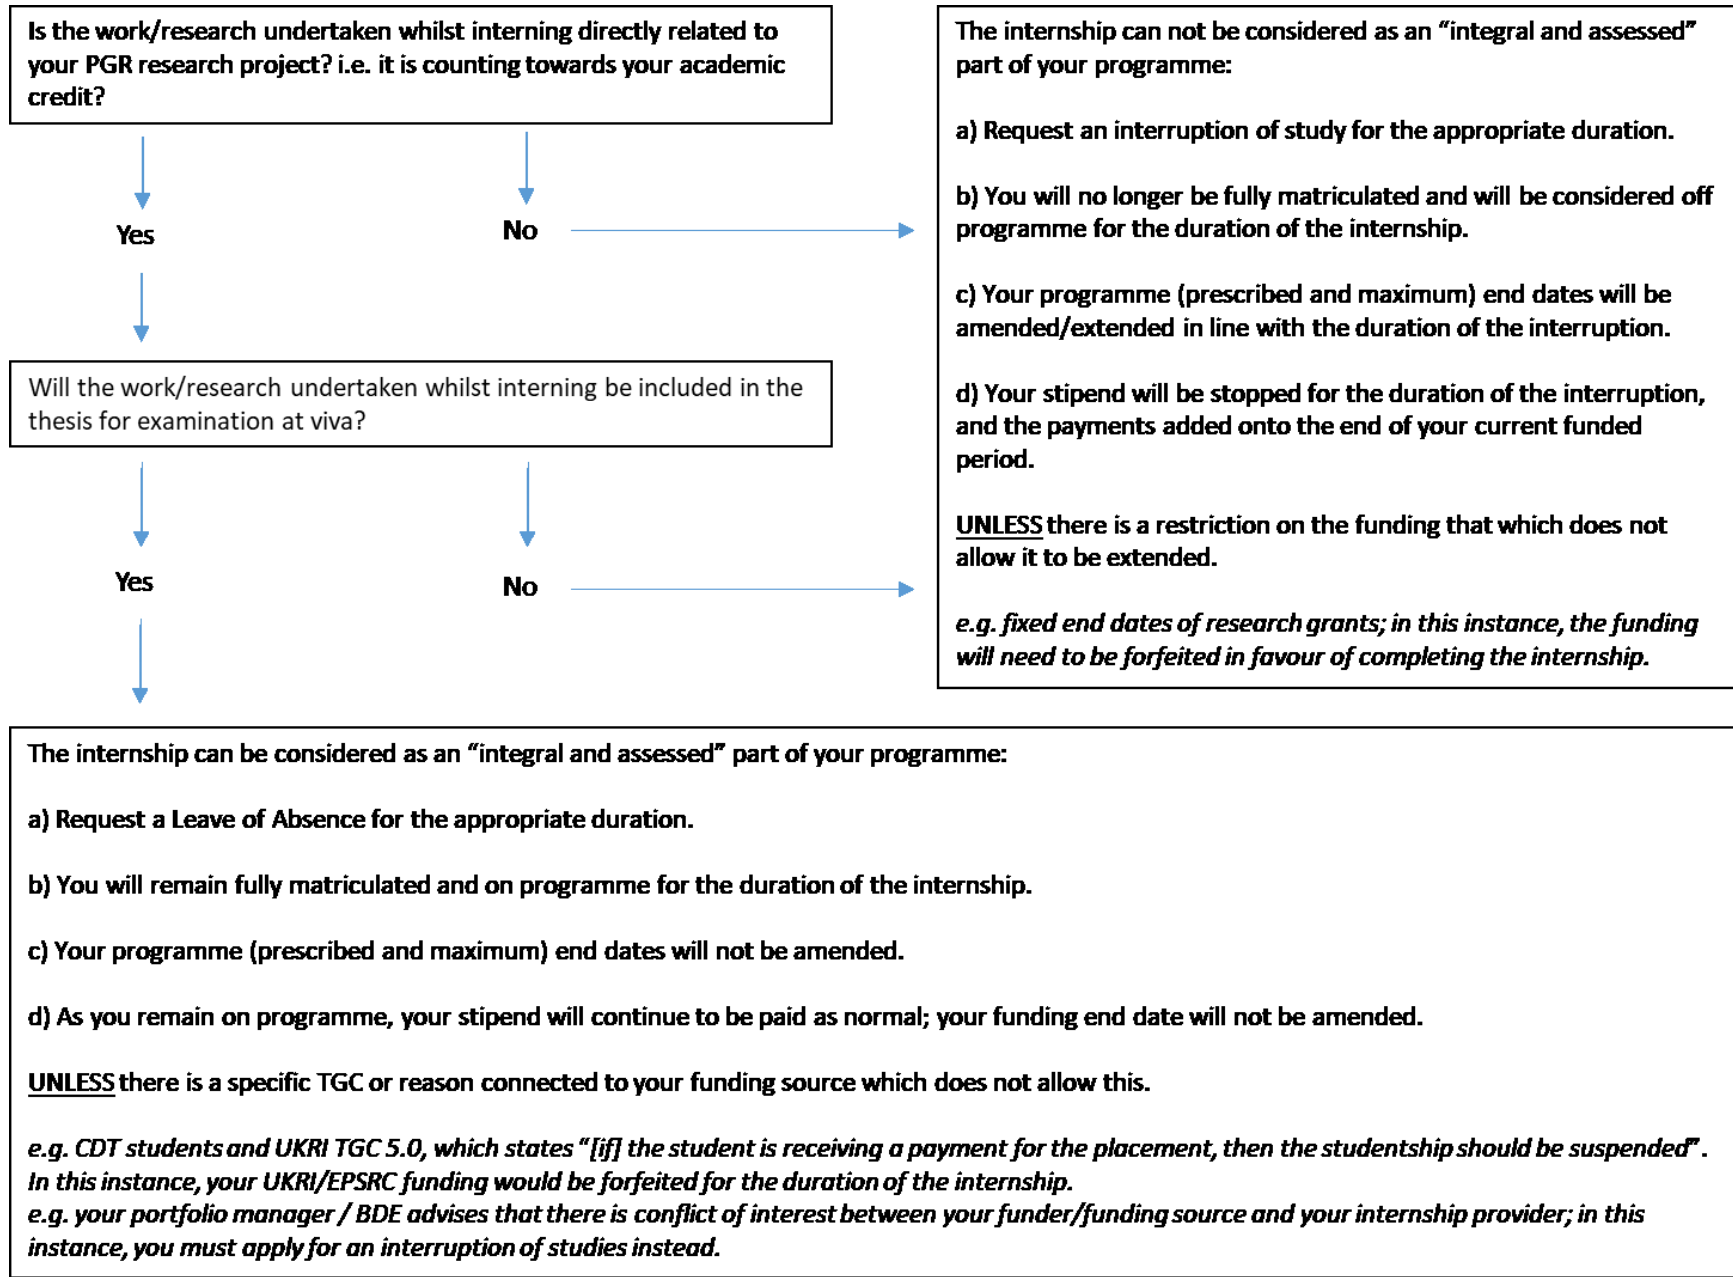 Is the work/research undertaken whilst interning directly related to
your PGR research project? i.e. it is counting towards your academic
credit?
Yes
No
The internship can not be considered as an “integral and assessed”
part of your programme:
a) Request an interruption of study for the appropriate duration.
b) You will no longer be fully matriculated and will be considered off
programme for the duration of the internship.
c) Your programme (prescribed and maximum) end dates will be
amended/extended in line with the duration of the interruption.
d) Your stipend will be stopped for the duration of the interruption,
and the payments added onto the end of your current funded
period.
UNLESS there is a restriction on the funding that which does not
allow it to be extended.
e.g. fixed end dates of research grants; in this instance, the funding
will need to be forfeited in favour of completing the internship.
Will the work/research undertaken whilst interning be included in the
thesis for examination at viva?
Yes
No
The internship can be considered as an “integral and assessed” part of your programme:
a) Request a Leave of Absence for the appropriate duration.
b) You will remain fully matriculated and on programme for the duration of the internship.
c) Your programme (prescribed and maximum) end dates will not be amended.
d) As you remain on programme, your stipend will continue to be paid as normal; your funding end date will not be amended.
UNLESS there is a specific TGC or reason connected to your funding source which does not allow this.
e.g. CDT students and UKRI TGC 5.0, which states “[if] the student is receiving a payment for the placement, then the studentship should be suspended”.
In this instance, your UKRI/EPSRC funding would be forfeited for the duration of the internship.
e.g. your portfolio manager / BDE advises that there is conflict of interest between your funder/funding source and your internship provider; in this
instance, you must apply for an interruption of studies instead.